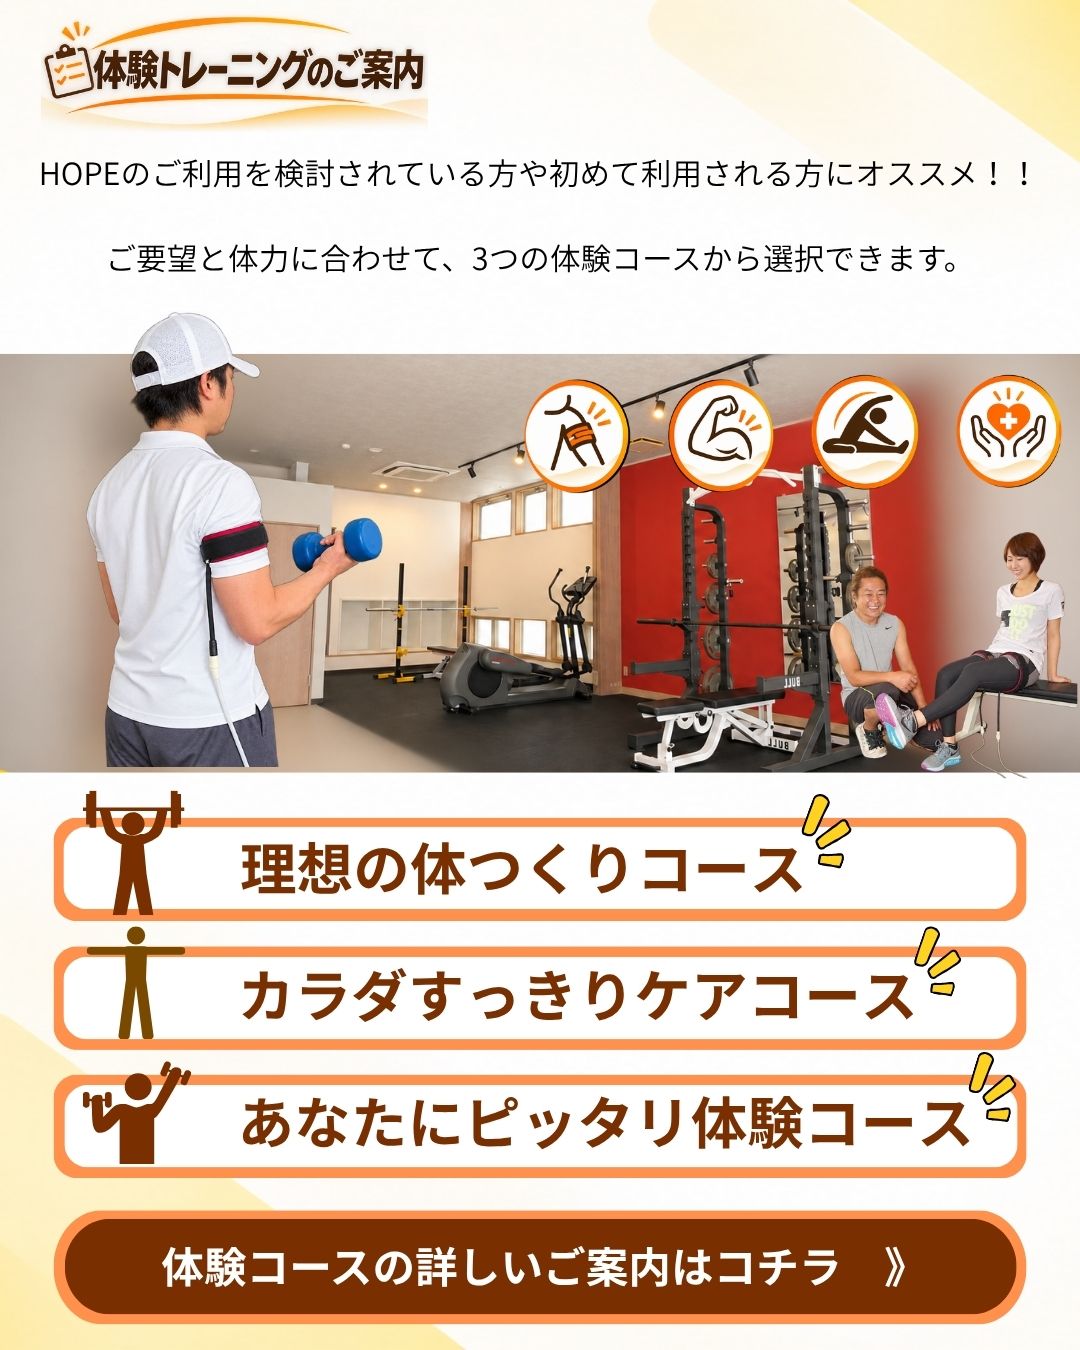 体験トレーニングのご案内
HOPEのご利用を検討されている方や初めて利用される方にオススメ！！
ご要望と体力に合わせて、3つの体験コースから選択できます。
JUST
DO
IT
BULL
BULL
理想の体つくりコース
カラダすっきりケアコース
あなたにピッタリ体験コース
体験コースの詳しいご案内はコチラ　》